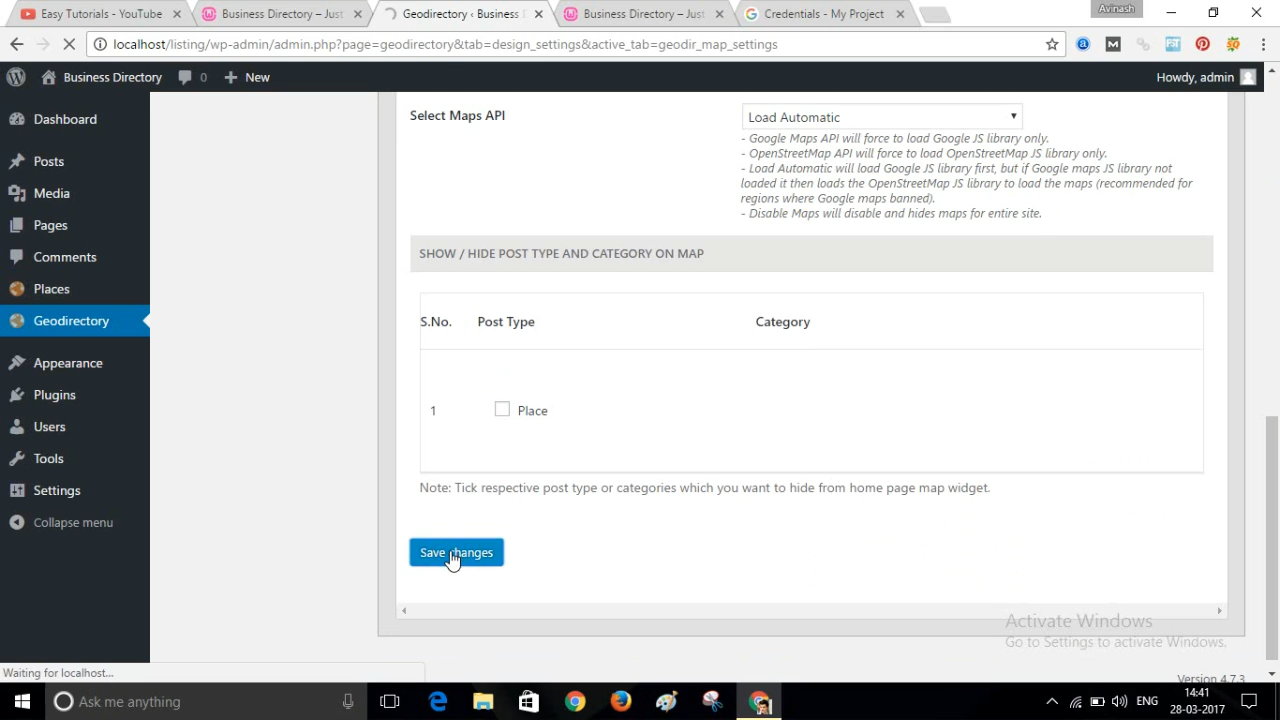 Easy Tutorials - YouTube
Business Directory – Just
Geodirectory ‹ Business D
Business Directory – Just
Credentials - My Project
Avinash
localhost/listing/wp-admin/admin.php?page=geodirectory&tab=design_settings&active_tab=geodir_map_settings
Business Directory 0 New
Howdy, admin
Dashboard
Posts
Media
Pages
Comments
Places
Geodirectory
Appearance
Plugins
Users
Tools
Settings
Collapse menu
Select Maps API
Load Automatic
- Google Maps API will force to load Google JS library only.
- OpenStreetMap API will force to load OpenStreetMap JS library only.
- Load Automatic will load Google JS library first, but if Google maps JS library not
loaded it then loads the OpenStreetMap JS library to load the maps (recommended for
regions where Google maps banned).
- Disable Maps will disable and hides maps for entire site.
SHOW / HIDE POST TYPE AND CATEGORY ON MAP
S.No. Post Type Category
1 Place
Note: Tick respective post type or categories which you want to hide from home page map widget.
Save changes
Activate Windows
Go to Settings to activate Windows.
Version 4.7.3
Waiting for localhost...
Ask me anything
ENG
14:41
28-03-2017